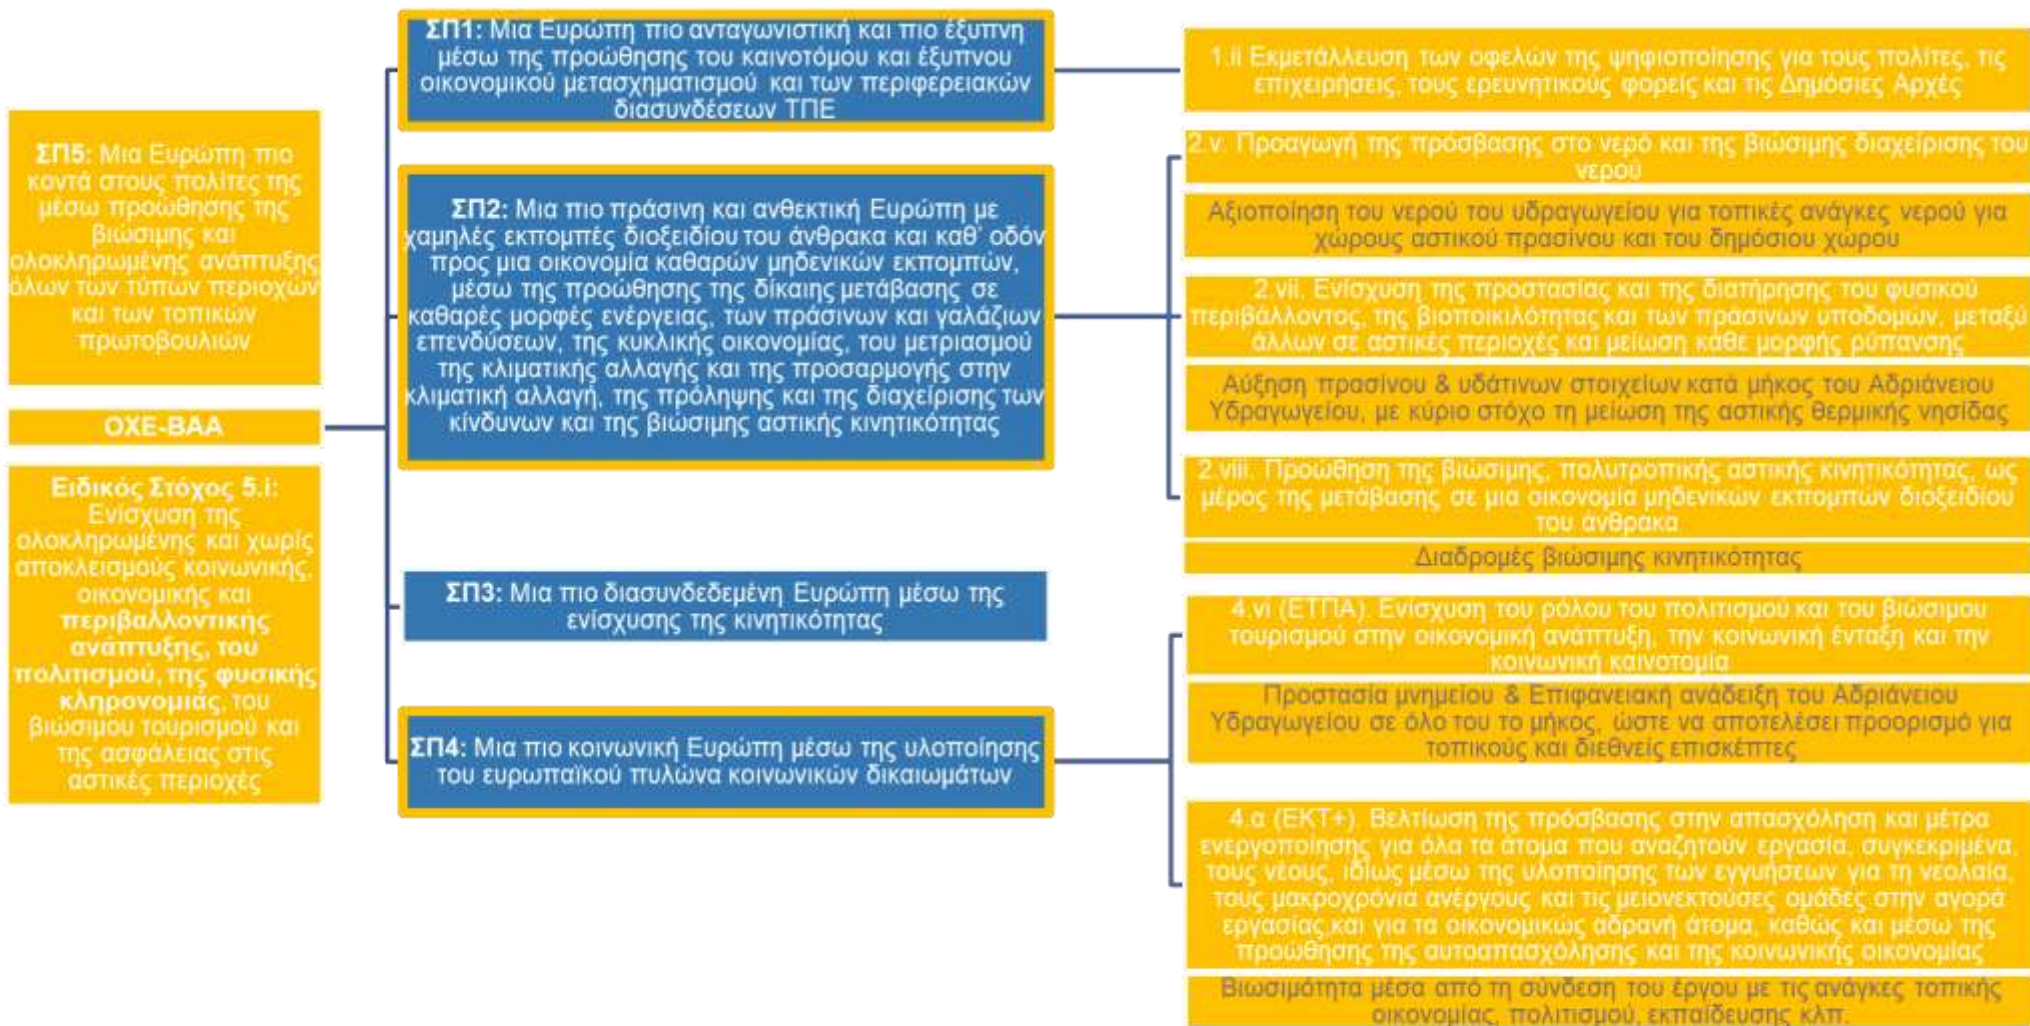 ΣΠ5: Μια Ευρώπη πιο
κοντά στους πολίτες της
μέσω προώθησης της
βιώσιμης και
ολοκληρωμένης ανάπτυξης
όλων των τύπων περιοχών
και των τοπικών
πρωτοβουλιών
ΟΧΕ-ΒΑΑ
Ειδικός Στόχος 5.i:
Ενίσχυση της
ολοκληρωμένης και χωρίς
αποκλεισμούς κοινωνικής,
οικονομικής και
περιβαλλοντικής
ανάπτυξης, του
πολιτισμού, της φυσικής
κληρονομιάς, του
βιώσιμου τουρισμού και
της ασφάλειας στις
αστικές περιοχές
ΣΠ1: Μια Ευρώπη πιο ανταγωνιστική και πιο έξυπνη
μέσω της προώθησης του καινοτόμου και έξυπνου
οικονομικού μετασχηματισμού και των περιφερειακών
διασυνδέσεων ΤΠΕ
ΣΠ2: Μια πιο πράσινη και ανθεκτική Ευρώπη με
χαμηλές εκπομπές διοξειδίου του άνθρακα και καθ’ οδόν
προς μια οικονομία καθαρών μηδενικών εκπομπών,
μέσω της προώθησης της δίκαιης μετάβασης σε
καθαρές μορφές ενέργειας, των πράσινων και γαλάζιων
επενδύσεων, της κυκλικής οικονομίας, του μετριασμού
της κλιματικής αλλαγής και της προσαρμογής στην
κλιματική αλλαγή, της πρόληψης και της διαχείρισης των
κίνδυνων και της βιώσιμης αστικής κινητικότητας
ΣΠ3: Μια πιο διασυνδεδεμένη Ευρώπη μέσω της
ενίσχυσης της κινητικότητας
ΣΠ4: Μια πιο κοινωνική Ευρώπη μέσω της υλοποίησης
του ευρωπαϊκού πυλώνα κοινωνικών δικαιωμάτων
1.ii Εκμετάλλευση των οφελών της ψηφιοποίησης για τους πολίτες, τις
επιχειρήσεις, τους ερευνητικούς φορείς και τις Δημόσιες Αρχές
2.v. Προαγωγή της πρόσβασης στο νερό και της βιώσιμης διαχείρισης του
νερού
Αξιοποίηση του νερού του υδραγωγείου για τοπικές ανάγκες νερού για
χώρους αστικού πρασίνου και του δημόσιου χώρου
2.vii. Ενίσχυση της προστασίας και της διατήρησης του φυσικού
περιβάλλοντος, της βιοποικιλότητας και των πράσινων υποδομών, μεταξύ
άλλων σε αστικές περιοχές και μείωση κάθε μορφής ρύπανσης
Αύξηση πρασίνου & υδάτινων στοιχείων κατά μήκος του Αδριάνειου
Υδραγωγείου, με κύριο στόχο τη μείωση της αστικής θερμικής νησίδας
2.viii. Προώθηση της βιώσιμης, πολυτροπικής αστικής κινητικότητας, ως
μέρος της μετάβασης σε μια οικονομία μηδενικών εκπομπών διοξειδίου
του άνθρακα
Διαδρομές βιώσιμης κινητικότητας
4.vi (ΕΤΠΑ). Ενίσχυση του ρόλου του πολιτισμού και του βιώσιμου
τουρισμού στην οικονομική ανάπτυξη, την κοινωνική ένταξη και την
κοινωνική καινοτομία
Προστασία μνημείου & Επιφανειακή ανάδειξη του Αδριάνειου
Υδραγωγείου σε όλο του το μήκος, ώστε να αποτελέσει προορισμό για
τοπικούς και διεθνείς επισκέπτες
4.α (ΕΚΤ+). Βελτίωση της πρόσβασης στην απασχόληση και μέτρα
ενεργοποίησης για όλα τα άτομα που αναζητούν εργασία, συγκεκριμένα,
τους νέους, ιδίως μέσω της υλοποίησης των εγγυήσεων για τη νεολαία,
τους μακροχρόνια ανέργους και τις μειονεκτούσες ομάδες στην αγορά
εργασίας,και για τα οικονομικώς αδρανή άτομα, καθώς και μέσω της
προώθησης της αυτοαπασχόλησης και της κοινωνικής οικονομίας
Βιωσιμότητα μέσα από τη σύνδεση του έργου με τις ανάγκες τοπικής
οικονομίας, πολιτισμού, εκπαίδευσης κλπ.